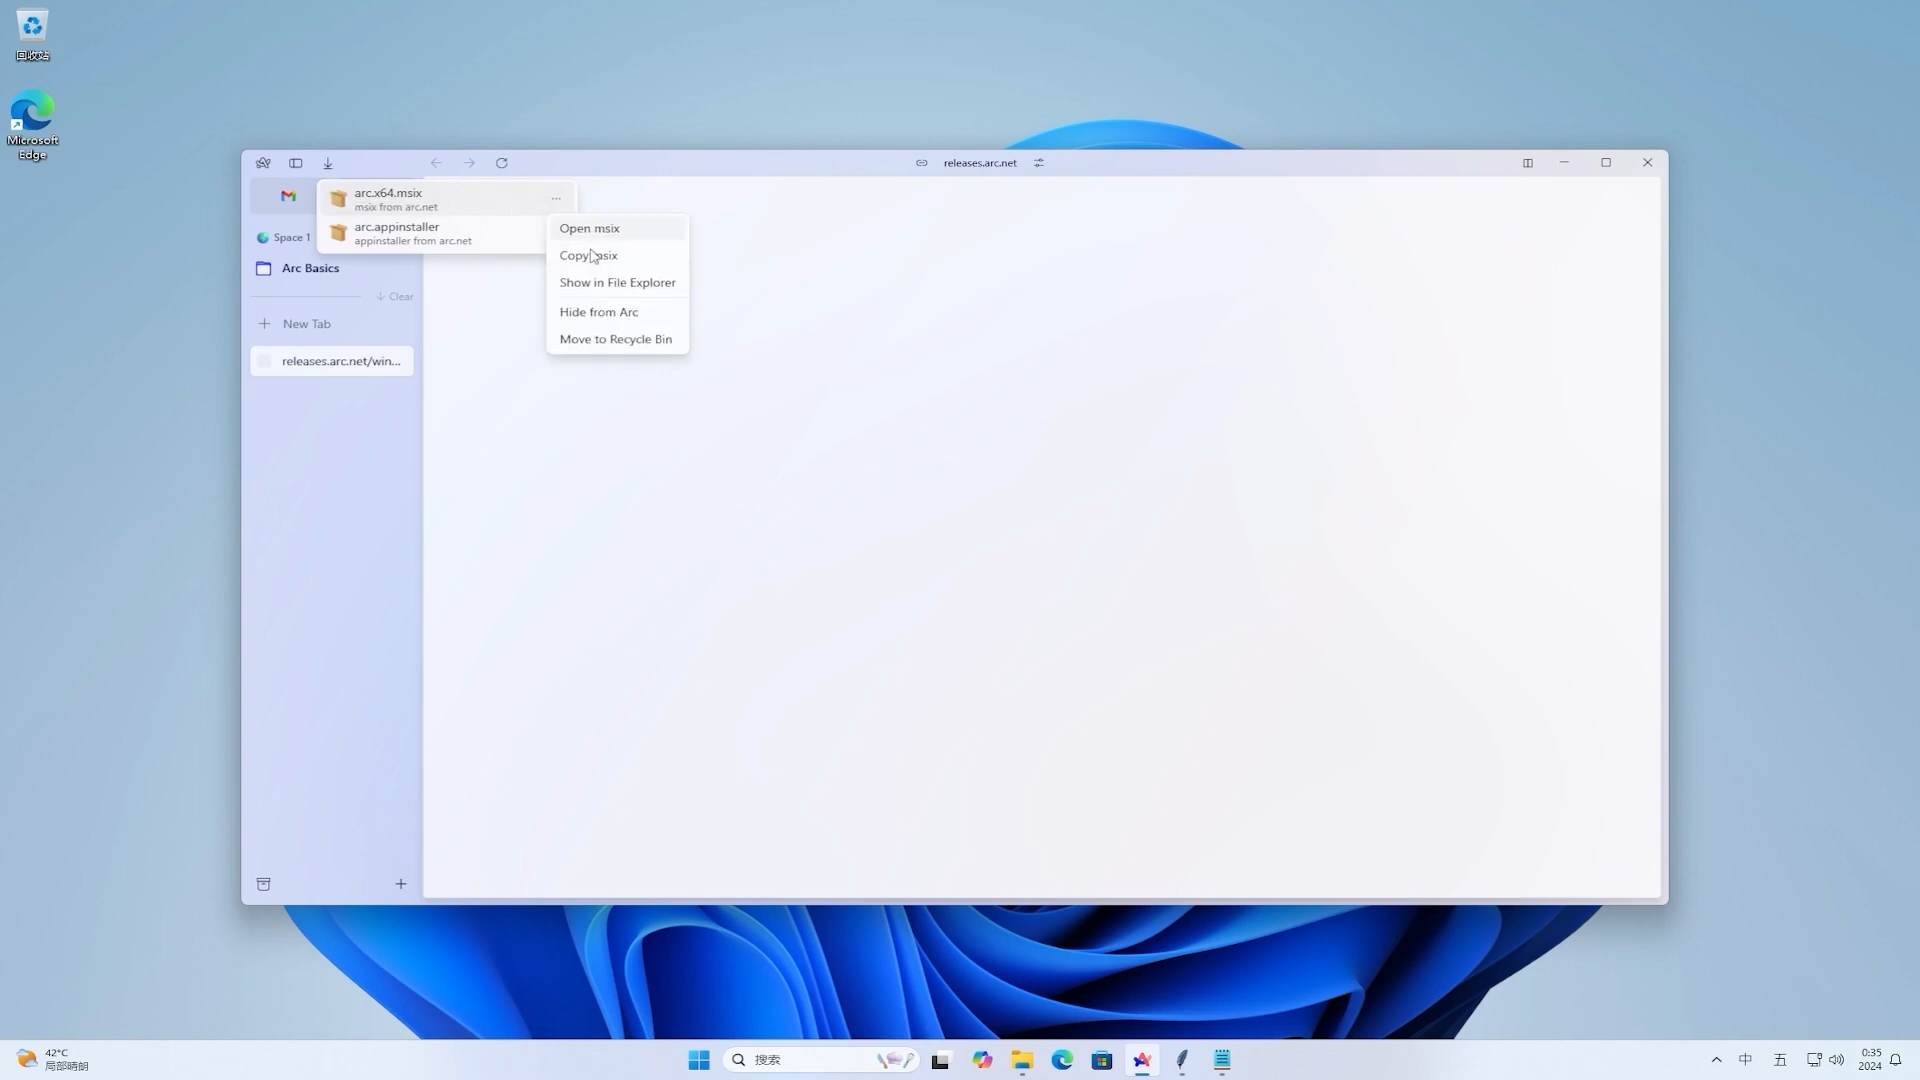 回收站
Microsoft
Edge
releases.arc.net
arc.x64.msix
msix from arc.net
arc.appinstaller
appinstaller from arc.net
Open msix
Copy msix
Show in File Explorer
Hide from Arc
Move to Recycle Bin
Space 1
Arc Basics
Clear
New Tab
releases.arc.net/win...
42°C
局部晴朗
搜索
中
五
0:35
2024